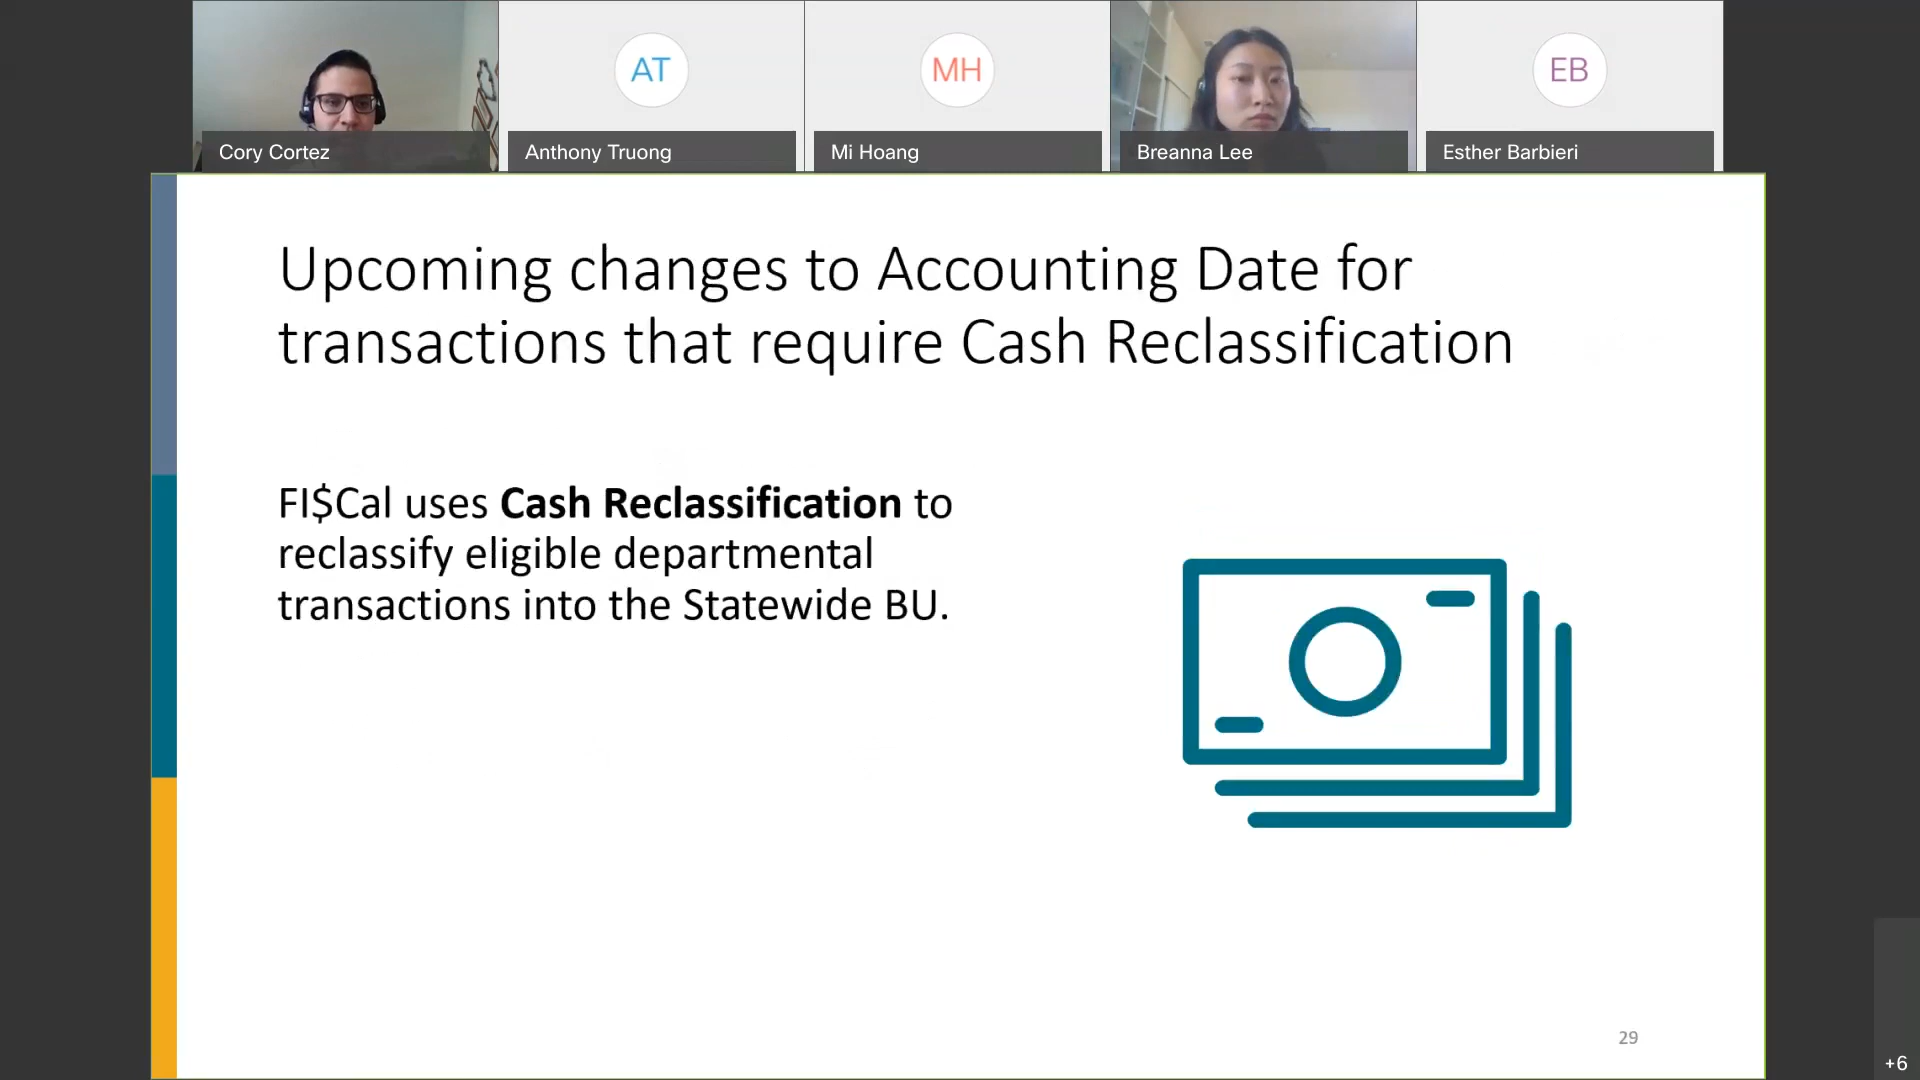 AT
MH
EB
Cory Cortez
Anthony Truong
Mi Hoang
Breanna Lee
Esther Barbieri
Upcoming changes to Accounting Date for
transactions that require Cash Reclassification
FI$Cal uses Cash Reclassification to
reclassify eligible departmental
transactions into the Statewide BU.
29
+6